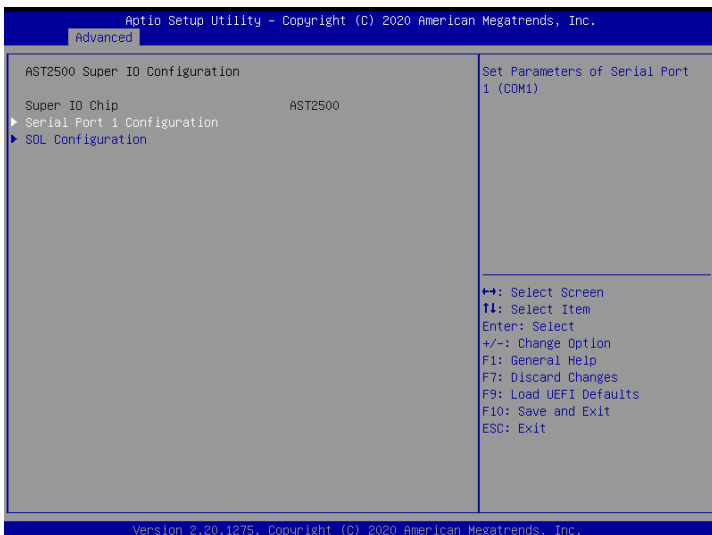 Aptio Setup Utility – Copyright (C) 2020 American Megatrends, Inc.
Advanced
AST2500 Super IO Configuration
Super IO Chip AST2500
Serial Port 1 Configuration
SOL Configuration
Set Parameters of Serial Port
1 (COM1)
↔: Select Screen
↑↓: Select Item
Enter: Select
+/-: Change Option
F1: General Help
F7: Discard Changes
F9: Load UEFI Defaults
F10: Save and Exit
ESC: Exit
Version 2.20.1275. Copyright (C) 2020 American Megatrends, Inc.